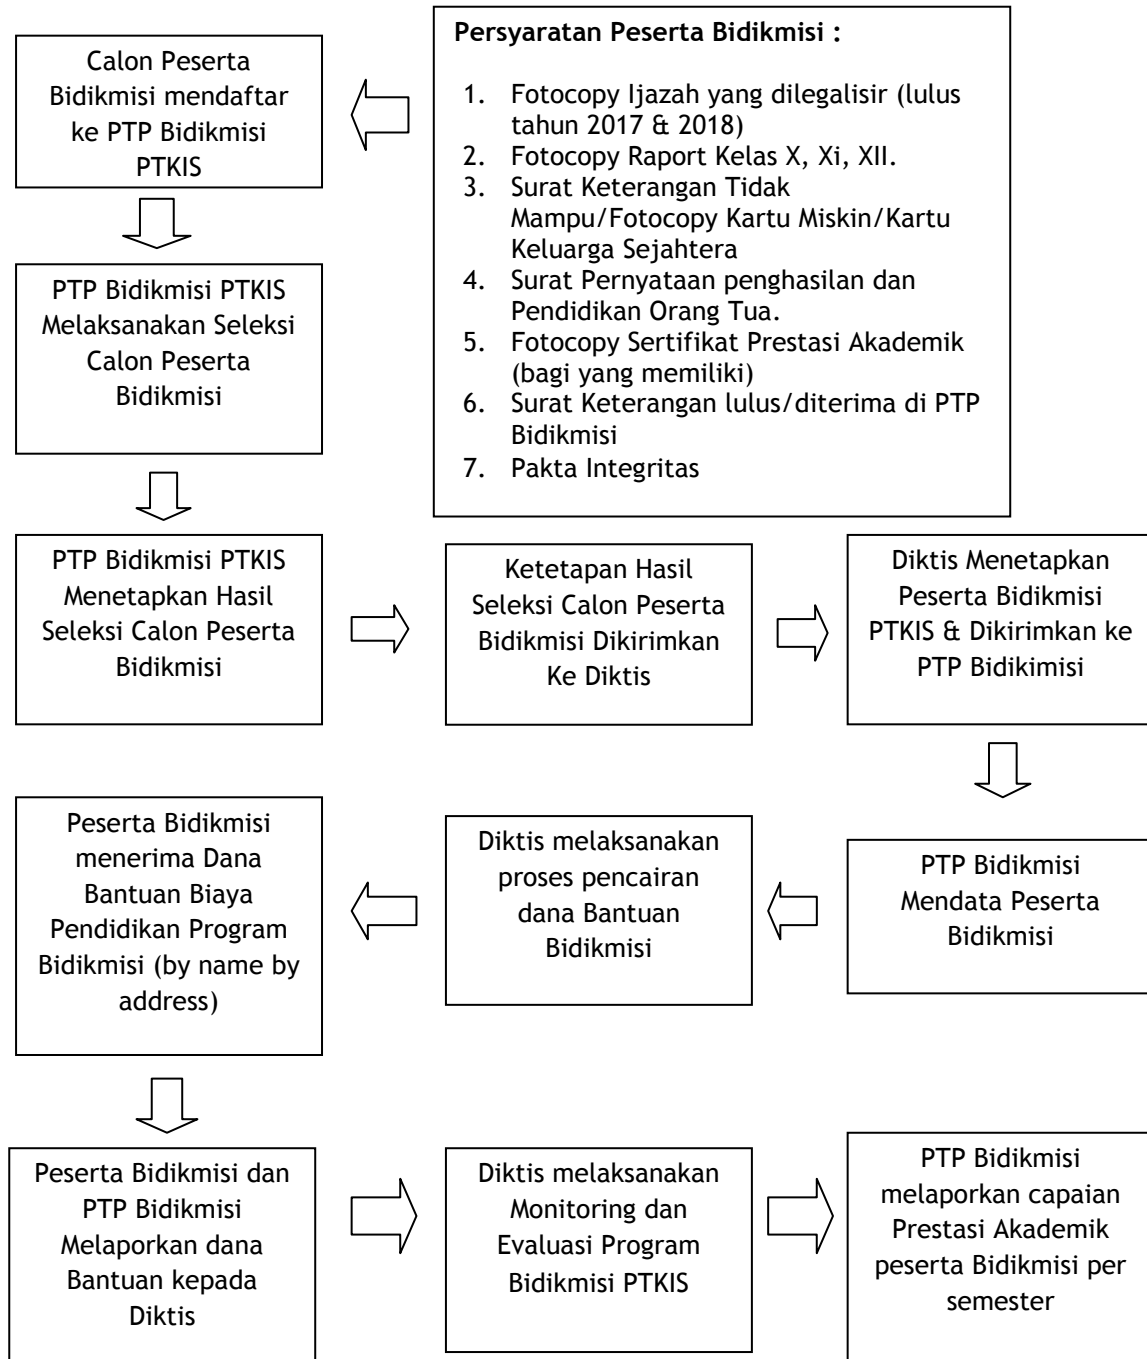 Calon Peserta
Bidikmisi mendaftar
ke PTP Bidikmisi
PTKIS
Persyaratan Peserta Bidikmisi :
1. Fotocopy Ijazah yang dilegalisir (lulus
tahun 2017 & 2018)
2. Fotocopy Raport Kelas X, Xi, XII.
3. Surat Keterangan Tidak
Mampu/Fotocopy Kartu Miskin/Kartu
Keluarga Sejahtera
4. Surat Pernyataan penghasilan dan
Pendidikan Orang Tua.
5. Fotocopy Sertifikat Prestasi Akademik
(bagi yang memiliki)
6. Surat Keterangan lulus/diterima di PTP
Bidikmisi
7. Pakta Integritas
PTP Bidikmisi PTKIS
Melaksanakan Seleksi
Calon Peserta
Bidikmisi
PTP Bidikmisi PTKIS
Menetapkan Hasil
Seleksi Calon Peserta
Bidikmisi
Ketetapan Hasil
Seleksi Calon Peserta
Bidikmisi Dikirimkan
Ke Diktis
Diktis Menetapkan
Peserta Bidikmisi
PTKIS & Dikirimkan ke
PTP Bidikimisi
PTP Bidikmisi
Mendata Peserta
Bidikmisi
Diktis melaksanakan
proses pencairan
dana Bantuan
Bidikmisi
Peserta Bidikmisi
menerima Dana
Bantuan Biaya
Pendidikan Program
Bidikmisi (by name by
address)
Peserta Bidikmisi dan
PTP Bidikmisi
Melaporkan dana
Bantuan kepada
Diktis
Diktis melaksanakan
Monitoring dan
Evaluasi Program
Bidikmisi PTKIS
PTP Bidikmisi
melaporkan capaian
Prestasi Akademik
peserta Bidikmisi per
semester